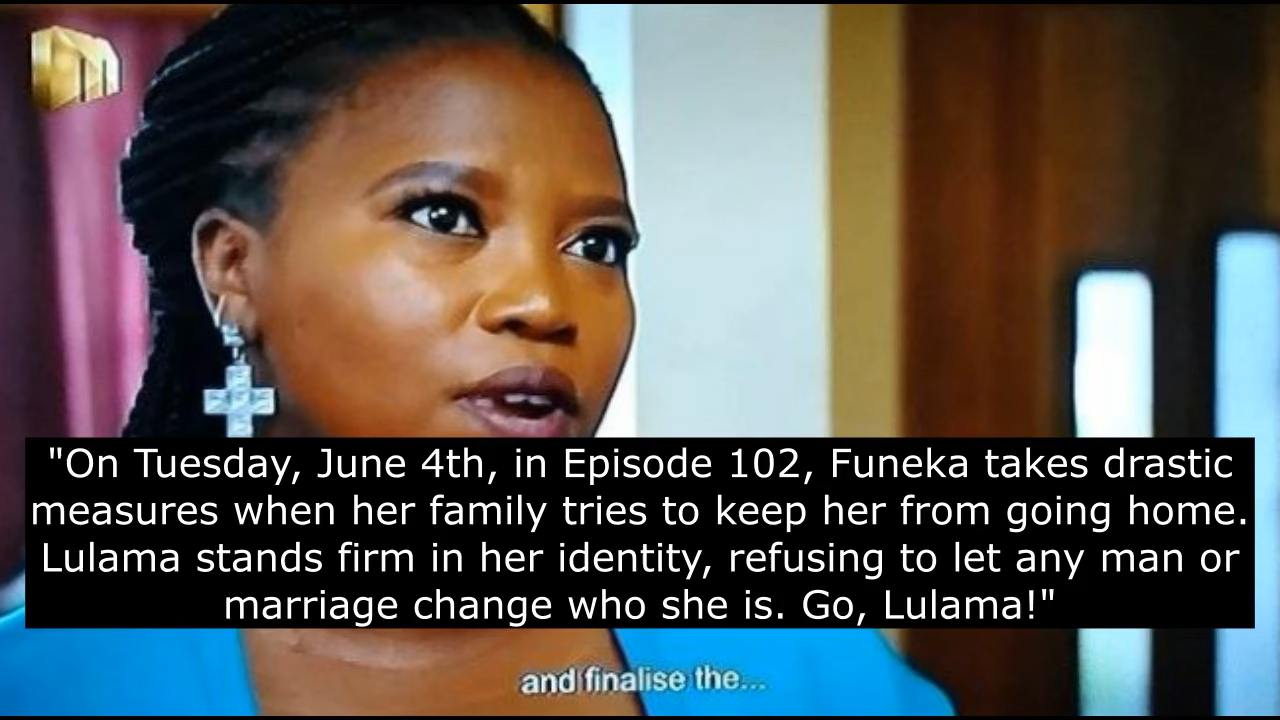 "On Tuesday, June 4th, in Episode 102, Funeka takes drastic
measures when her family tries to keep her from going home.
Lulama stands firm in her identity, refusing to let any man or
marriage change who she is. Go, Lulama!"
and finalise the...